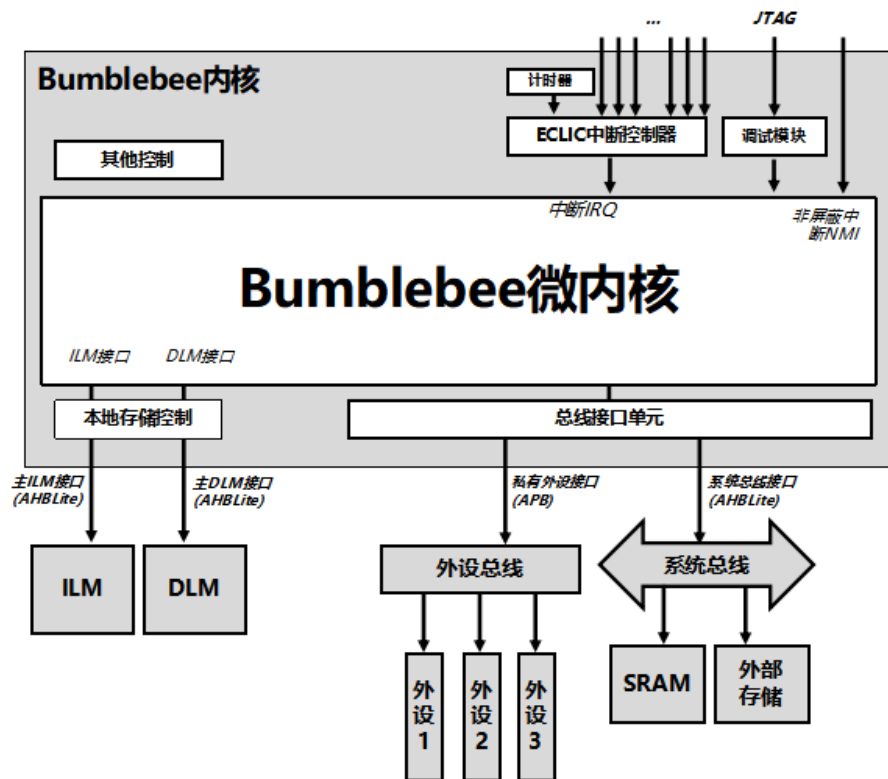 ... JTAG
Bumblebee内核
计时器
ECLIC中断控制器
调试模块
其他控制
中断IRQ
非屏蔽中
断NMI
Bumblebee微内核
ILM接口
DLM接口
本地存储控制
总线接口单元
主ILM接口
(AHBLite)
主DLM接口
(AHBLite)
私有外设接口
(APB)
系统总线接口
(AHBLite)
ILM
DLM
外设总线
系统总线
外
设
1
外
设
2
外
设
3
SRAM
外部
存储